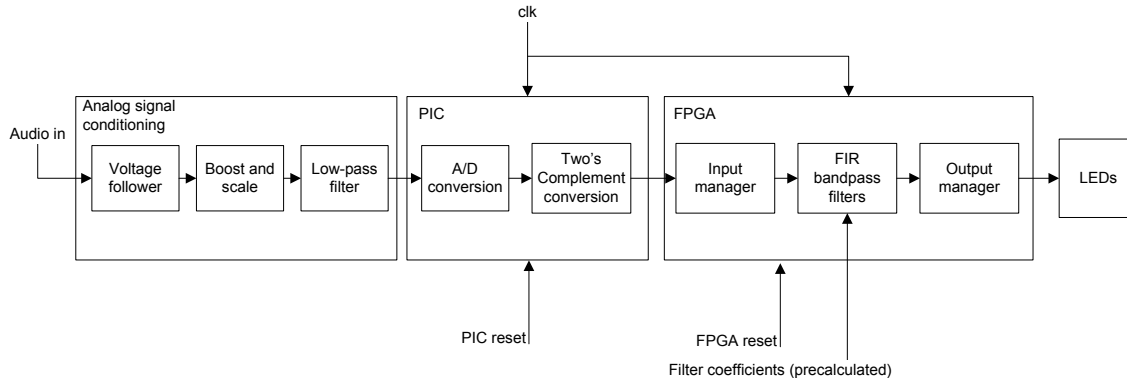 clk
Analog signal
conditioning
PIC
FPGA
Audio in
Voltage
follower
Boost and
scale
Low-pass
filter
A/D
conversion
Two's
Complement
conversion
Input
manager
FIR
bandpass
filters
Output
manager
LEDs
PIC reset
FPGA reset
Filter coefficients (precalculated)